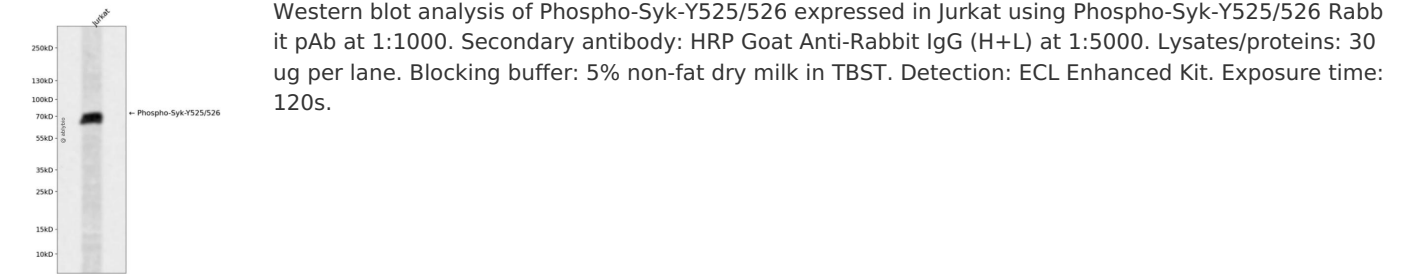 Jurkat
250kD
130kD
100kD
70kD
55kD
35kD
25kD
15kD
10kD
← Phospho-Syk-Y525/526
Western blot analysis of Phospho-Syk-Y525/526 expressed in Jurkat using Phospho-Syk-Y525/526 Rabb
it pAb at 1:1000. Secondary antibody: HRP Goat Anti-Rabbit IgG (H+L) at 1:5000. Lysates/proteins: 30
ug per lane. Blocking buffer: 5% non-fat dry milk in TBST. Detection: ECL Enhanced Kit. Exposure time:
120s.